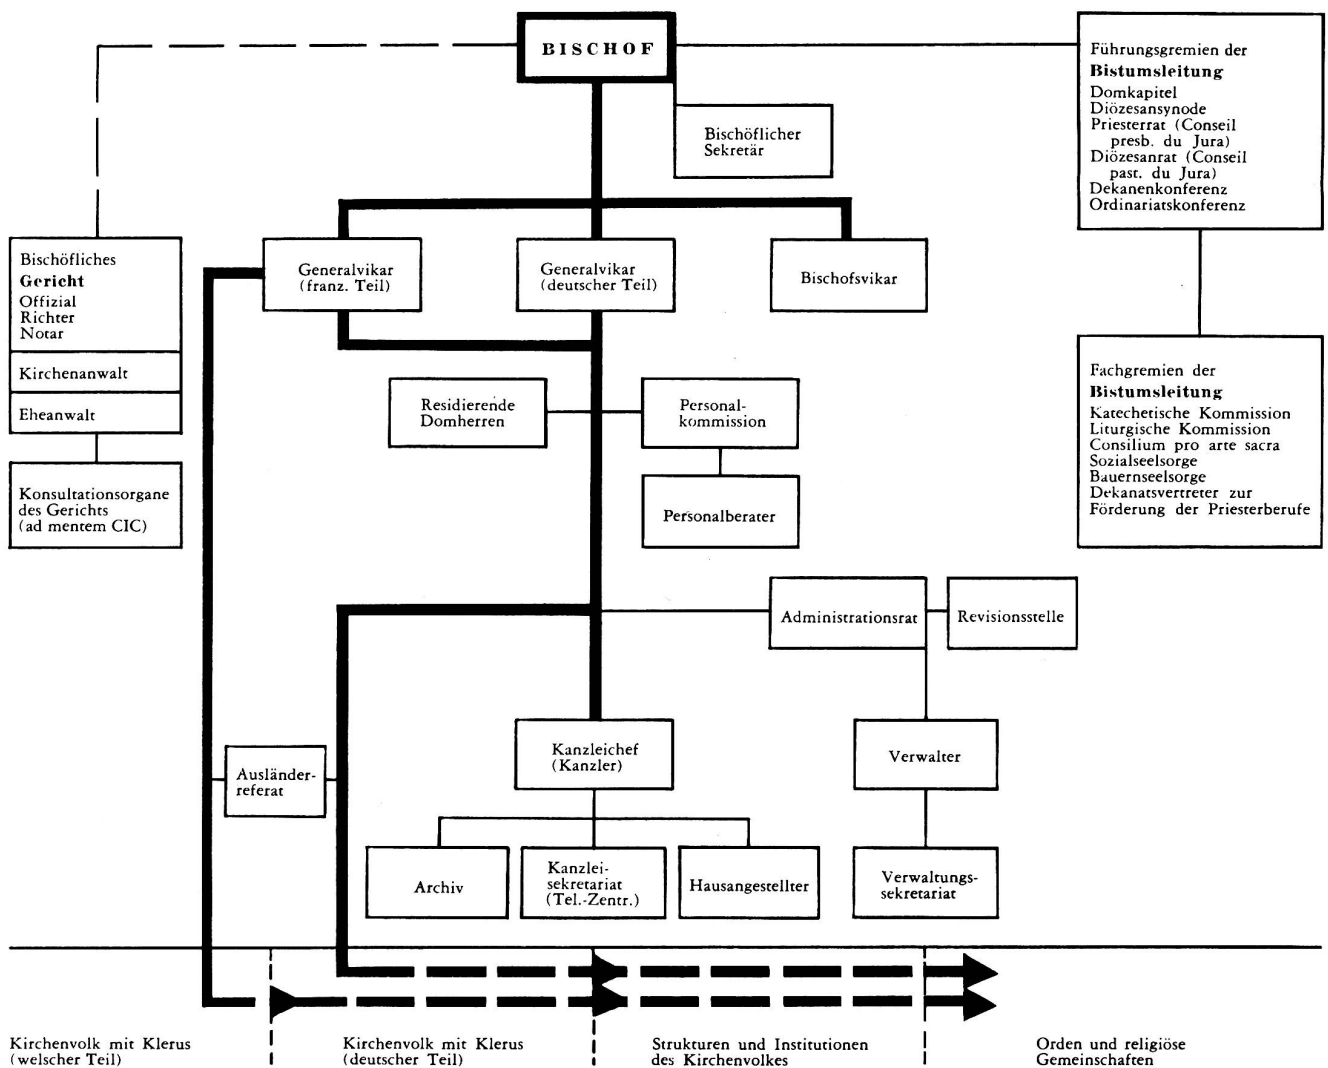 BISCHOF
Führungsgremien der
Bistumsleitung
Domkapitel
Diözesansynode
Priesterrat (Conseil
presb. du Jura)
Diözesanrat (Conseil
past. du Jura)
Dekanenkonferenz
Ordinariatskonferenz
Bischöflicher
Sekretär
Bischöfliches
Gericht
Offizial
Richter
Notar
Kirchenanwalt
Eheanwalt
Generalvikar
(franz. Teil)
Generalvikar
(deutscher Teil)
Bischofsvikar
Fachgremien der
Bistumsleitung
Katechetische Kommission
Liturgische Kommission
Consilium pro arte sacra
Sozialseelsorge
Bauernseelsorge
Dekanatsvertreter zur
Förderung der Priesterberufe
Residierende
Domherren
Personal-
kommission
Konsultationsorgane
des Gerichts
(ad mentem CIC)
Personalberater
Administrationsrat
Revisionsstelle
Kanzleichef
(Kanzler)
Verwalter
Ausländer-
referat
Archiv
Kanzlei-
sekretariat
(Tel.-Zentr.)
Hausangestellter
Verwaltungs-
sekretariat
Kirchenvolk mit Klerus
(welscher Teil)
Kirchenvolk mit Klerus
(deutscher Teil)
Strukturen und Institutionen
des Kirchenvolkes
Orden und religiöse
Gemeinschaften